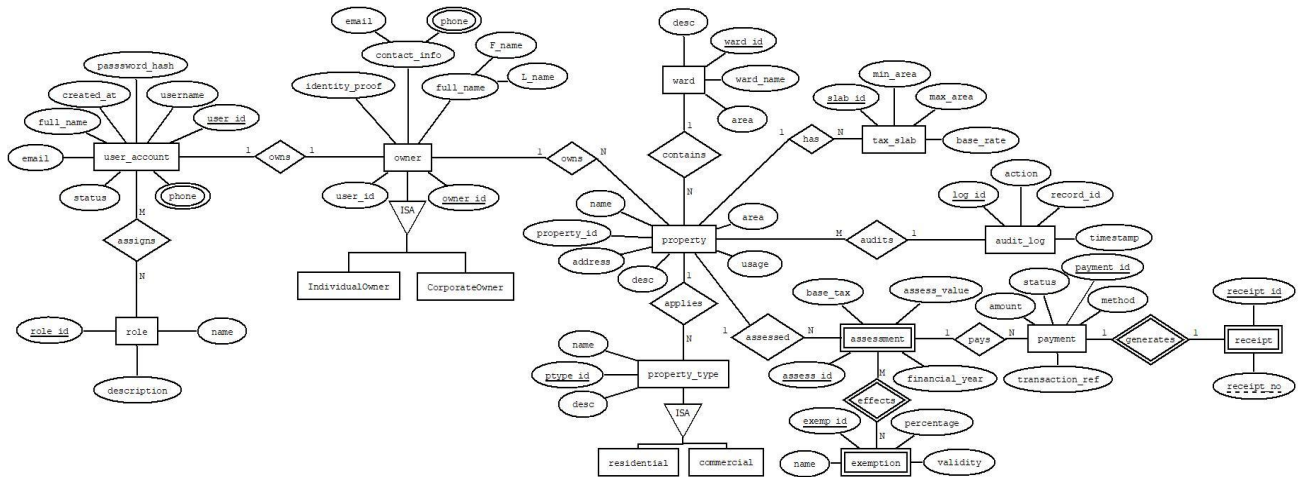 email
phone
contact_info
F_name
L_name
full_name
identity_proof
passsword_hash
created_at
username
full_name
user_id
email
user_account
status
phone
1
owns
1
owner
user_id
owner_id
ISA
IndividualOwner
CorporateOwner
M
assigns
N
role_id
role
name
description
1
owns
N
desc
ward_id
ward
ward_name
area
1
contains
N
1
has
N
min_area
slab_id
max_area
tax_slab
base_rate
name
area
property_id
property
address
desc
usage
M
audits
1
action
log_id
record_id
audit_log
timestamp
1
applies
N
name
ptype_id
property_type
desc
ISA
residential
commercial
1
assessed
N
base_tax
assess_value
assessment
assess_id
financial_year
M
effects
N
exemp_id
percentage
name
exemption
validity
1
pays
N
payment_id
status
amount
method
payment
transaction_ref
1
generates
1
receipt_id
receipt
receipt_no